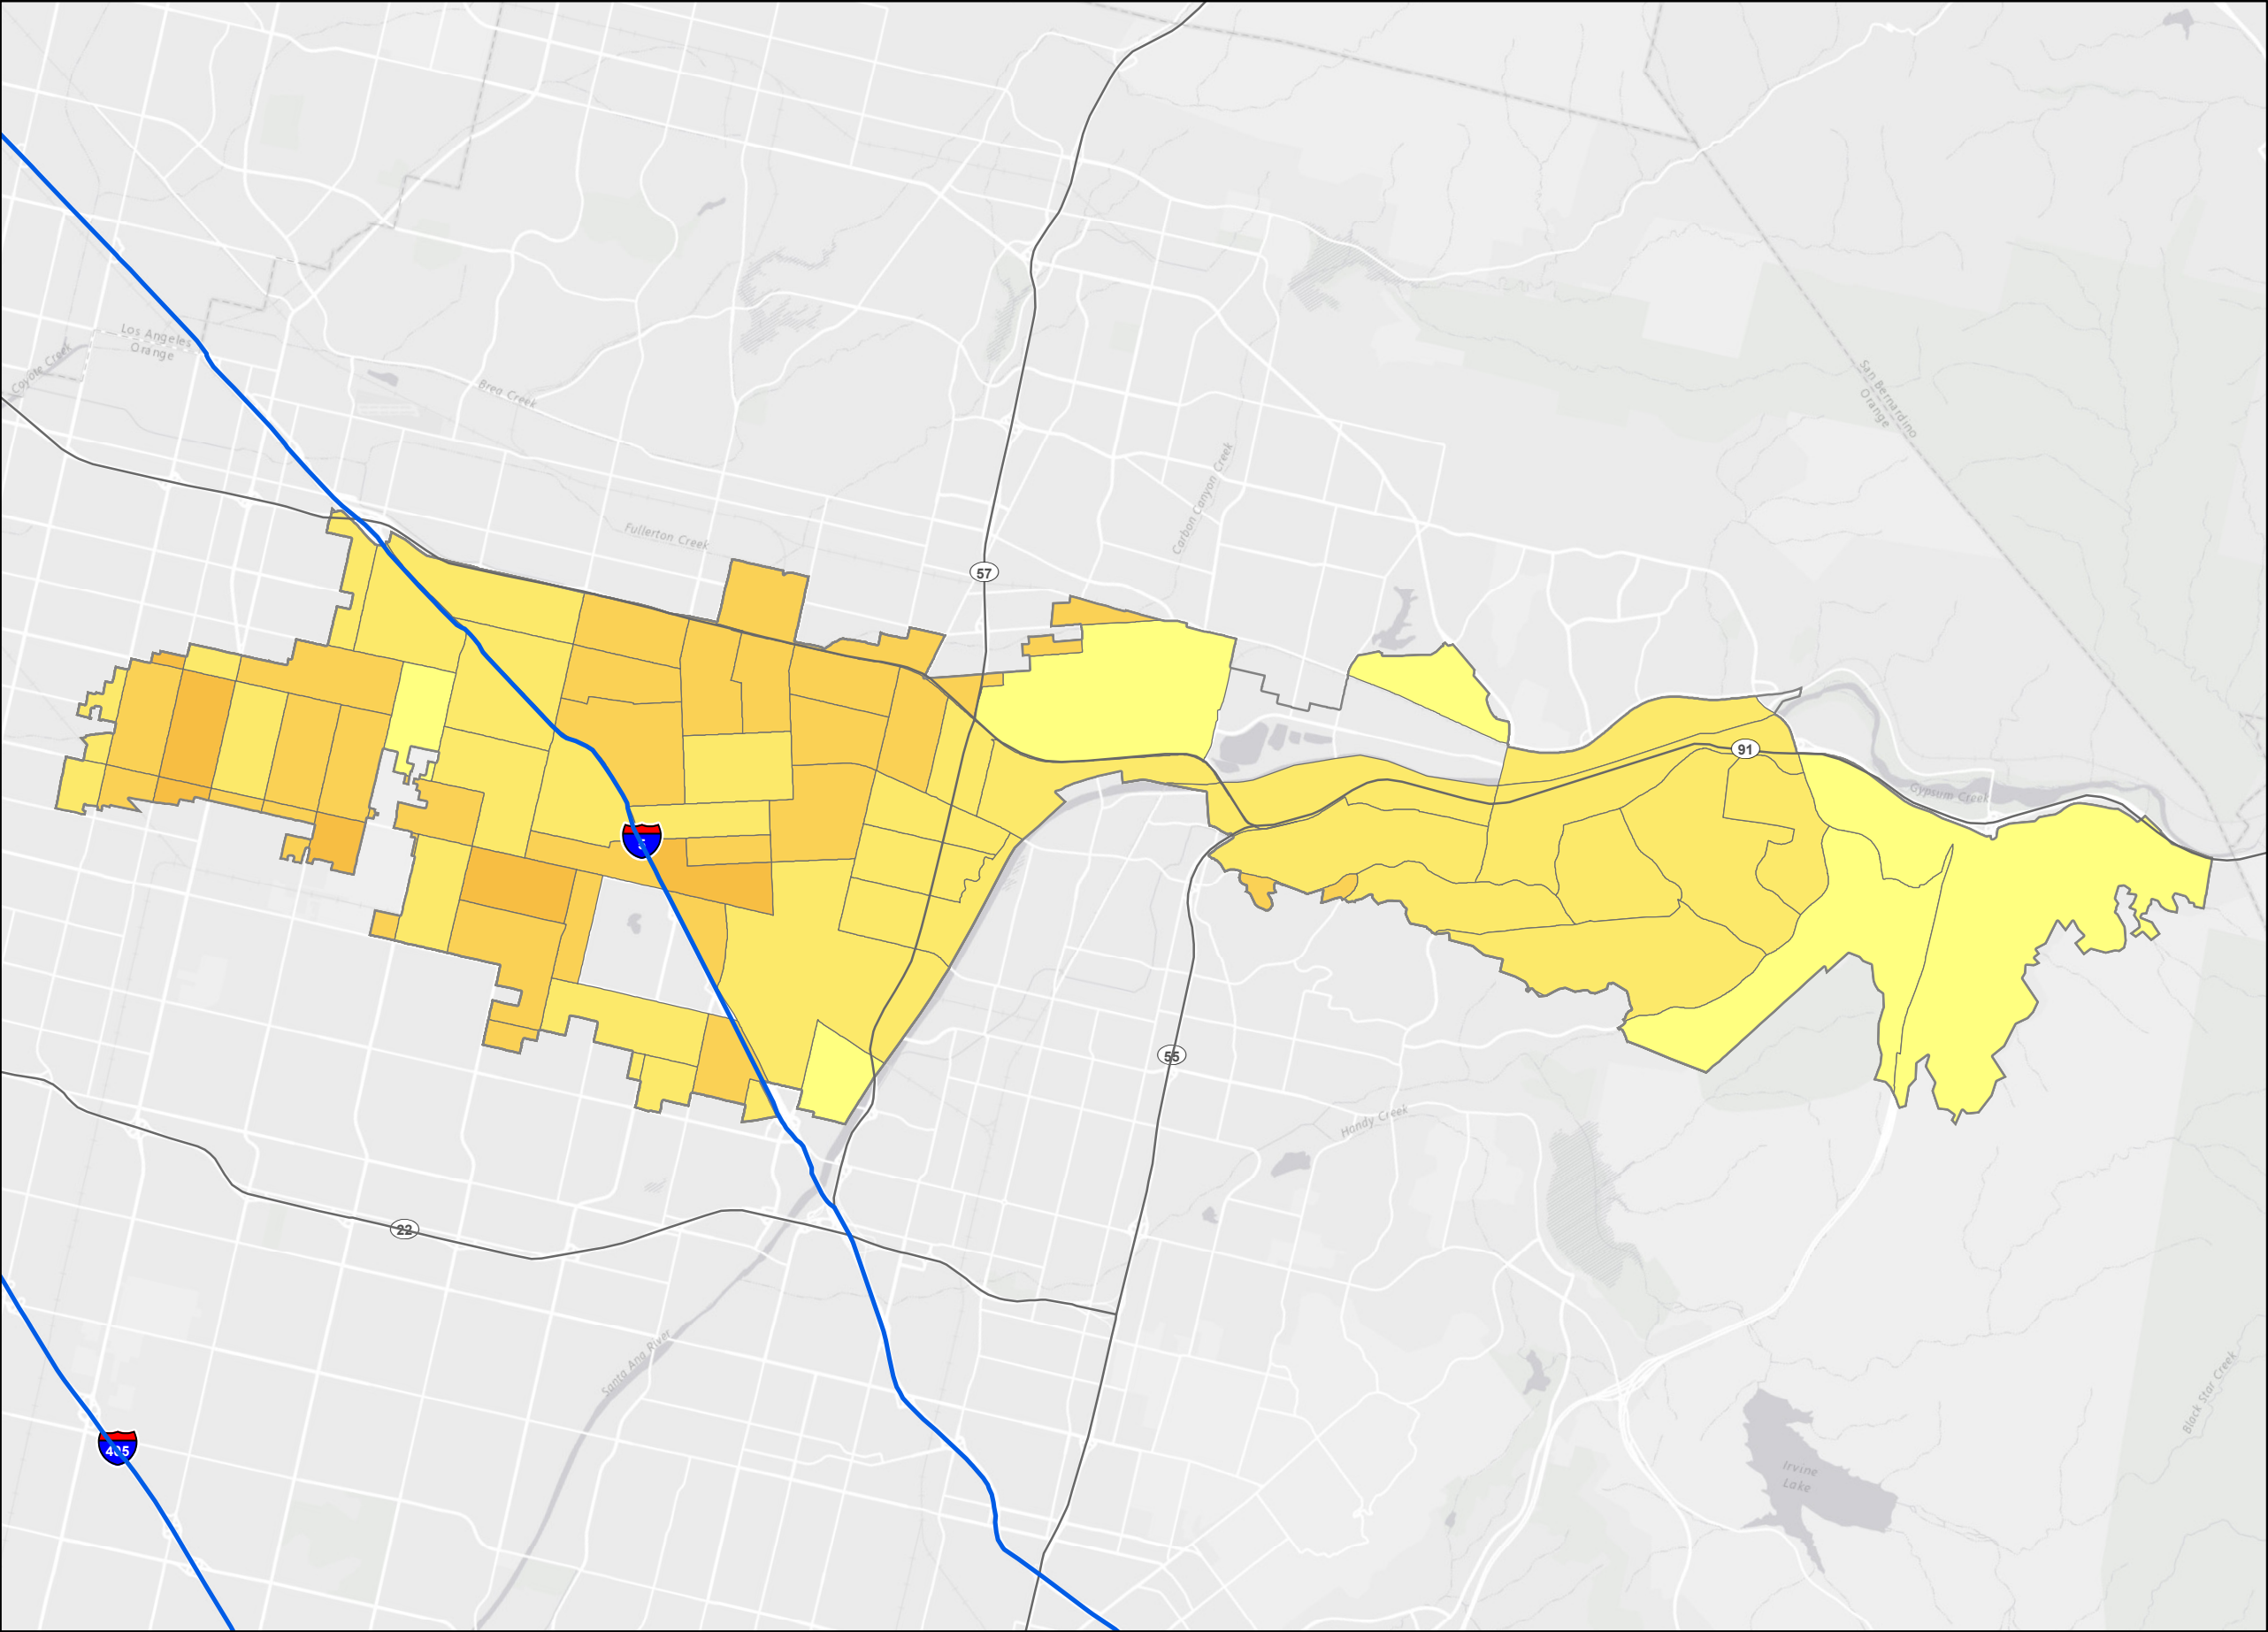 Los Angeles
Orange
Coyote Creek
Brea Creek
San Bernardino
Orange
Carbon Canyon Creek
Fullerton Creek
57
91
Gypsum Creek
5
55
Handy Creek
22
Santa Ana River
Black Star Creek
405
Irvine
Lake